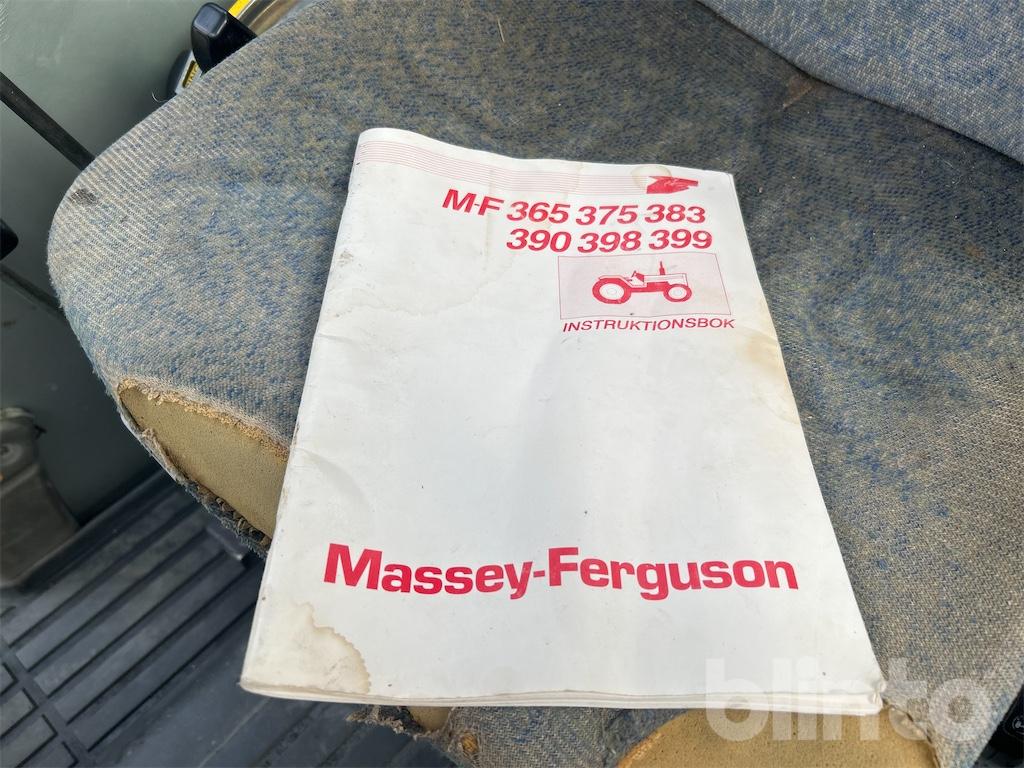 M-F 365 375 383
390 398 399
INSTRUKTIONSBOK
Massey-Ferguson
blinto